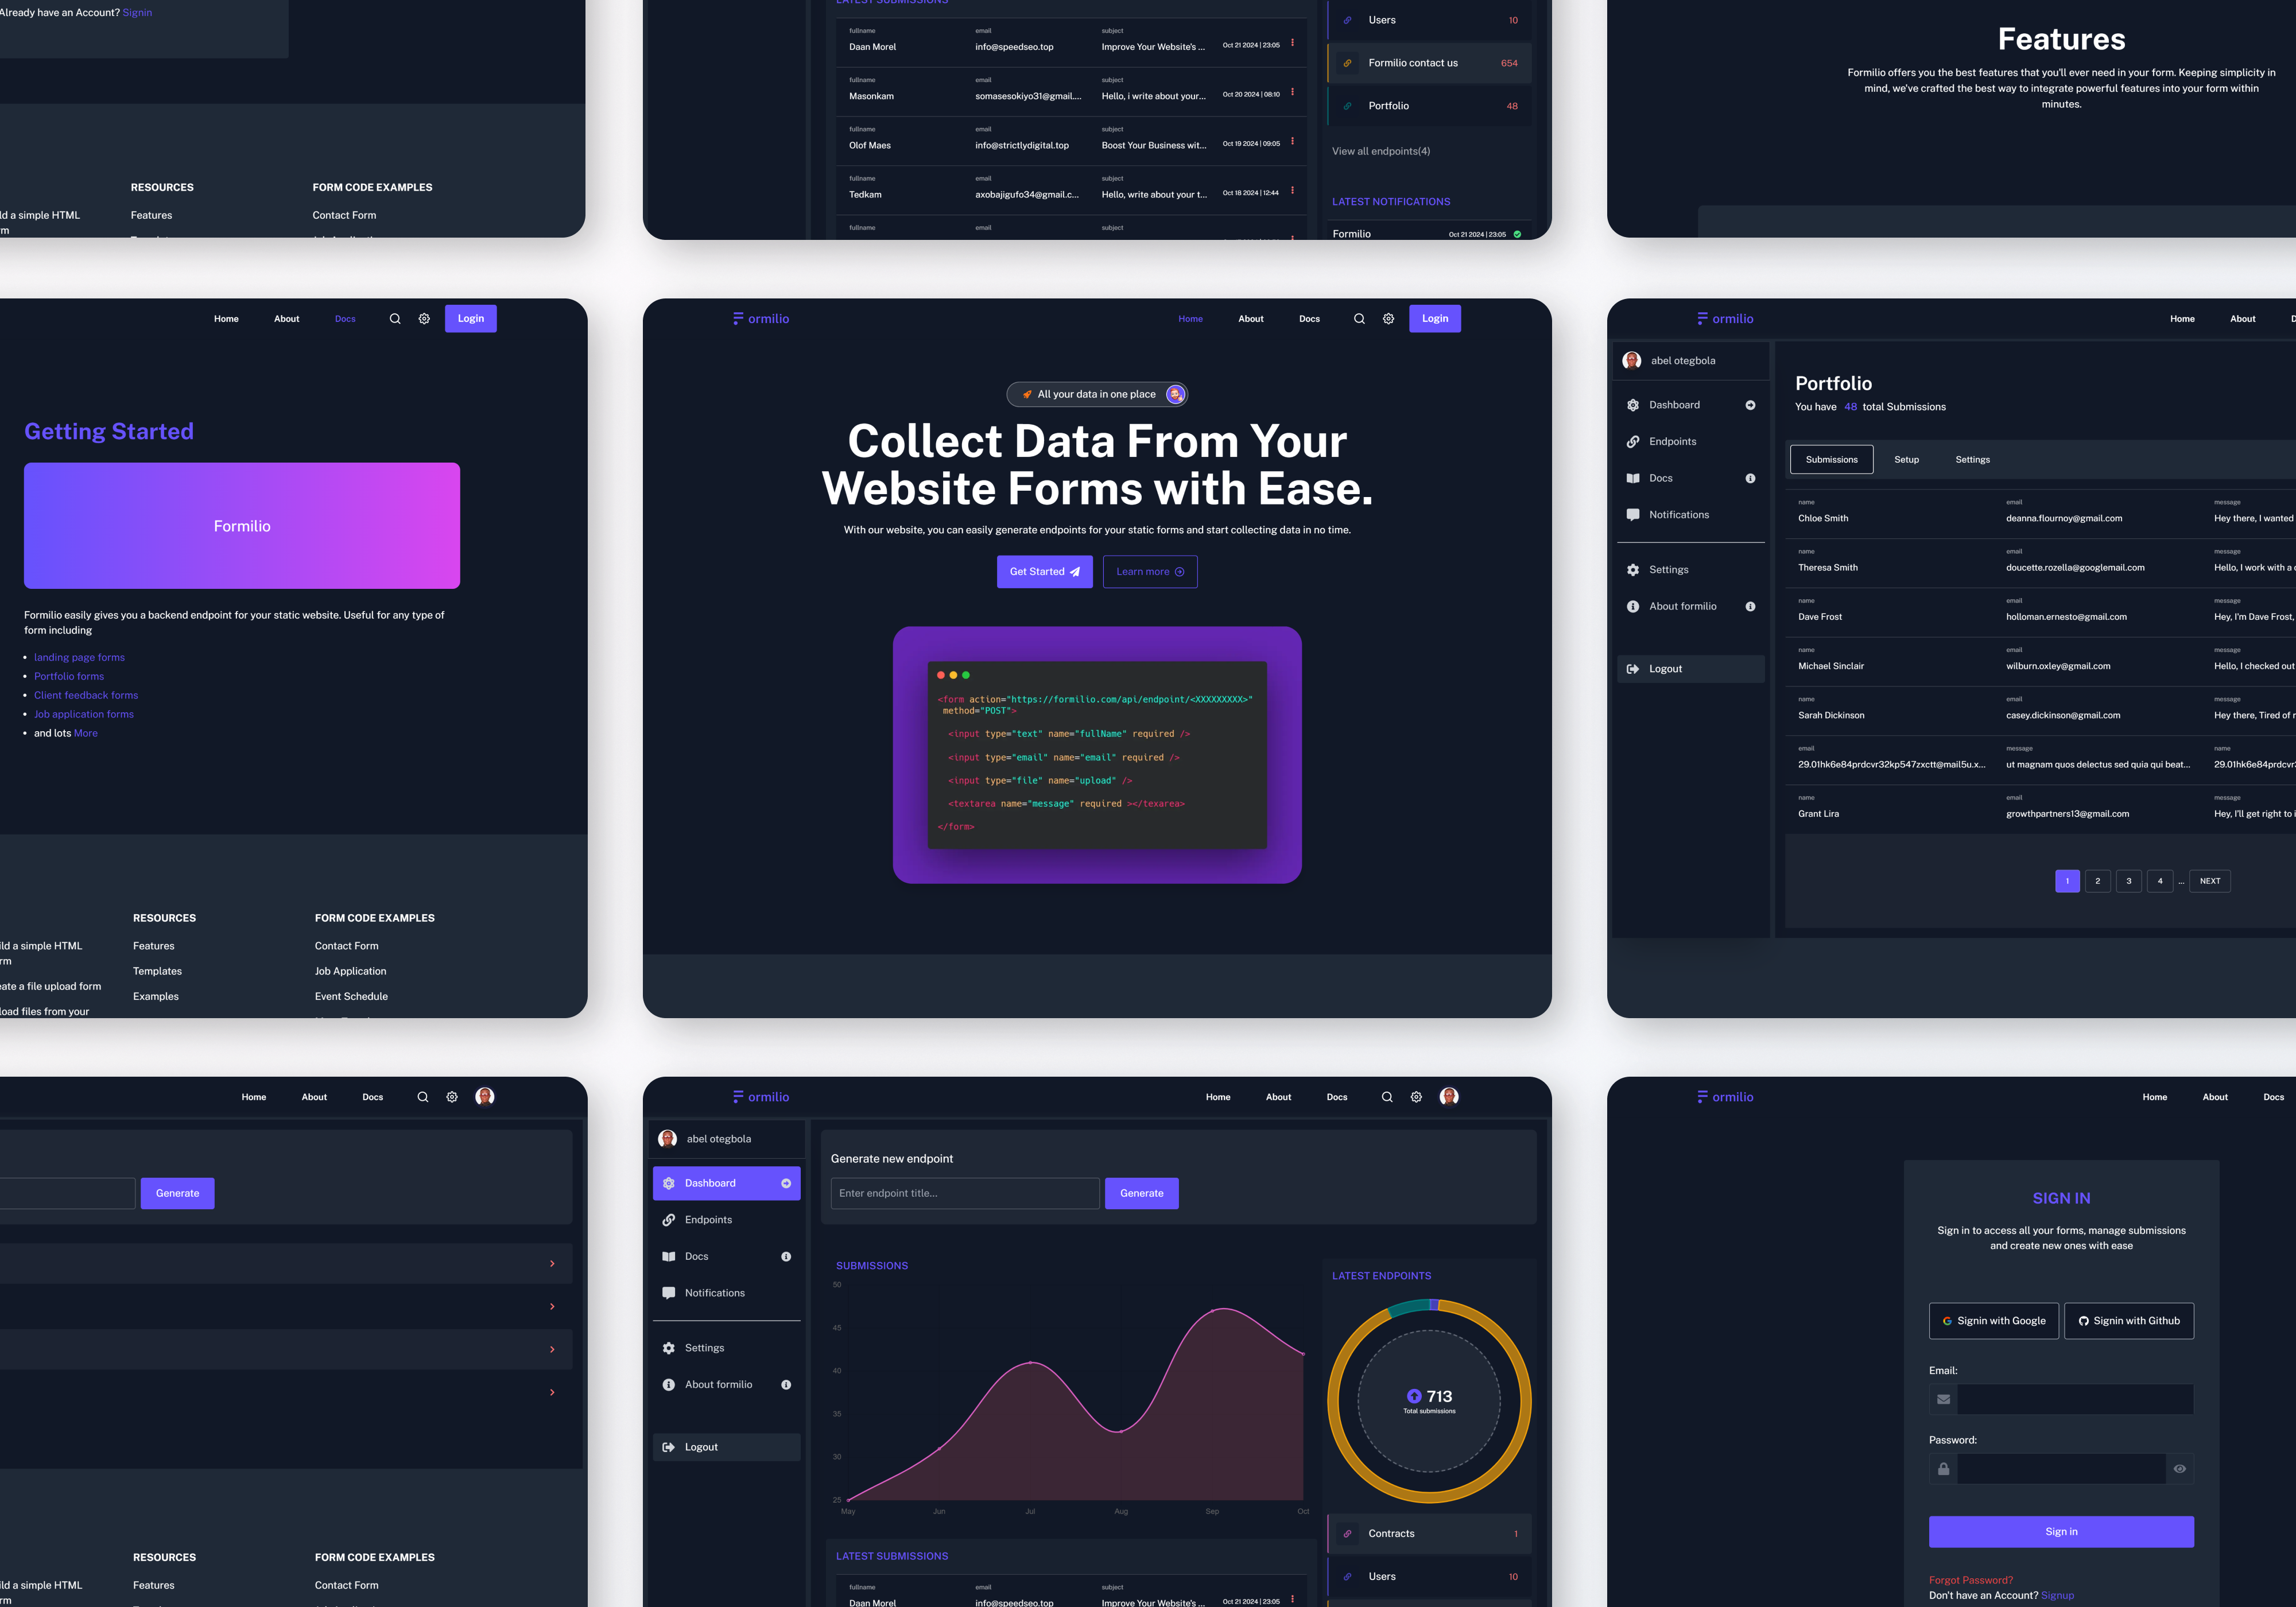 Already have an Account? Signin
RESOURCES
FORM CODE EXAMPLES
ld a simple HTML
rm
Features
Contact Form
LATEST SUBMISSIONS
fullname email subject
Daan Morel info@speedseo.top Improve Your Website's ... Oct 21 2024 | 23:05
fullname email subject
Masonkam somasesokiyo31@gmail.... Hello, i write about your... Oct 20 2024 | 08:10
fullname email subject
Olof Maes info@strictlydigital.top Boost Your Business wit... Oct 19 2024 | 09:05
fullname email subject
Tedkam axobajigufo34@gmail.c... Hello, write about your t... Oct 18 2024 | 12:44
fullname email subject
Users 10
Formilio contact us 654
Portfolio 48
View all endpoints(4)
LATEST NOTIFICATIONS
Formilio Oct 21 2024 | 23:05
Features
Formilio offers you the best features that you'll ever need in your form. Keeping simplicity in
mind, we've crafted the best way to integrate powerful features into your form within
minutes.
Home About Docs Login
Getting Started
Formilio
Formilio easily gives you a backend endpoint for your static website. Useful for any type of
form including
• landing page forms
• Portfolio forms
• Client feedback forms
• Job application forms
• and lots More
RESOURCES
FORM CODE EXAMPLES
ild a simple HTML
rm
eate a file upload form
load files from your
Features
Templates
Examples
Contact Form
Job Application
Event Schedule
ormilio
Home About Docs Login
All your data in one place
Collect Data From Your
Website Forms with Ease.
With our website, you can easily generate endpoints for your static forms and start collecting data in no time.
Get Started
Learn more
<form action="https://formilio.com/api/endpoint/<XXXXXXXXX>"
method="POST">
<input type="text" name="fullName" required />
<input type="email" name="email" required />
<input type="file" name="upload" />
<textarea name="message" required ></texarea>
</form>
ormilio
Home About D
abel otegbola
Dashboard
Endpoints
Docs
Notifications
Settings
About formilio
Logout
Portfolio
You have 48 total Submissions
Submissions Setup Settings
name email message
Chloe Smith deanna.flournoy@gmail.com Hey there, I wanted
name email message
Theresa Smith doucette.rozella@googlemail.com Hello, I work with a c
name email message
Dave Frost holloman.ernesto@gmail.com Hey, I'm Dave Frost,
name email message
Michael Sinclair wilburn.oxley@gmail.com Hello, I checked out
name email message
Sarah Dickinson casey.dickinson@gmail.com Hey there, Tired of r
email message name
29.01hk6e84prdcvr32kp547zxctt@mail5u.x... ut magnam quos delectus sed quia qui beat... 29.01hk6e84prdcvr3
name email message
Grant Lira growthpartners13@gmail.com Hey, I'll get right to i
1 2 3 4 ... NEXT
Home About Docs
Generate
RESOURCES
FORM CODE EXAMPLES
ild a simple HTML
rm
Features
Contact Form
ormilio
Home About Docs
abel otegbola
Dashboard
Endpoints
Docs
Notifications
Settings
About formilio
Logout
Generate new endpoint
Enter endpoint title...
Generate
SUBMISSIONS
50
45
40
35
30
25
May Jun Jul Aug Sep Oct
LATEST ENDPOINTS
713
Total submissions
Contracts 1
Users 10
LATEST SUBMISSIONS
fullname email subject
Daan Morel info@speedseo.top Improve Your Website's ... Oct 21 2024 | 23:05
ormilio
Home About Docs
SIGN IN
Sign in to access all your forms, manage submissions
and create new ones with ease
Signin with Google
Signin with Github
Email:
Password:
Sign in
Forgot Password?
Don't have an Account? Signup